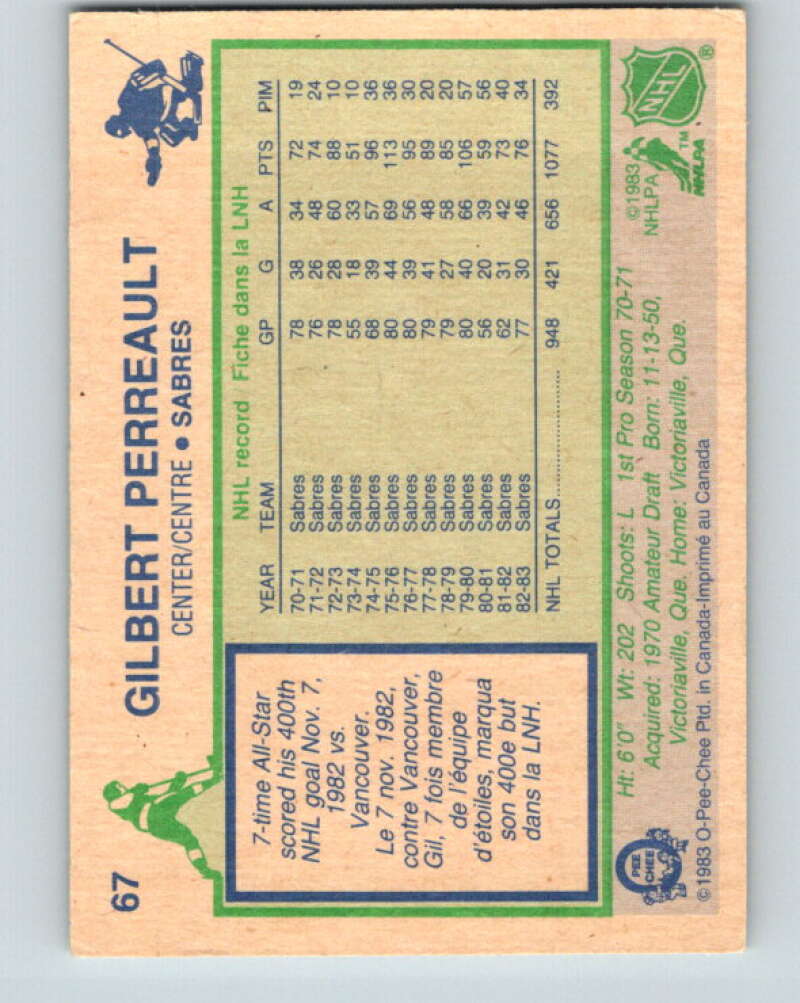 67
GILBERT PERREAULT
CENTER/CENTRE • SABRES
7-time All-Star
scored his 400th
NHL goal Nov. 7,
1982 vs.
Vancouver.
Le 7 nov. 1982,
contre Vancouver,
Gil, 7 fois membre
de l'équipe
d'étoiles, marqua
son 400e but
dans la LNH.
NHL record Fiche dans la LNH
YEAR TEAM GP G A PTS PIM
70-71 Sabres 78 38 34 72 19
71-72 Sabres 76 26 48 74 24
72-73 Sabres 78 28 60 88 10
73-74 Sabres 55 18 33 51 10
74-75 Sabres 68 39 57 96 36
75-76 Sabres 80 44 69 113 36
76-77 Sabres 80 39 56 95 30
77-78 Sabres 79 41 48 89 20
78-79 Sabres 79 27 58 85 20
79-80 Sabres 80 40 66 106 57
80-81 Sabres 56 20 39 59 56
81-82 Sabres 62 31 42 73 40
82-83 Sabres 77 30 46 76 34
NHL TOTALS 948 421 656 1077 392
Ht: 6'0" Wt: 202 Shoots: L 1st Pro Season 70-71
Acquired: 1970 Amateur Draft Born: 11-13-50,
Victoriaville, Que. Home: Victoriaville, Que.
©1983 O-Pee-Chee Ptd. in Canada-Imprimé au Canada
PEE
CHEE
©1983
NHLPA
NHL
®
TM
NHLPA